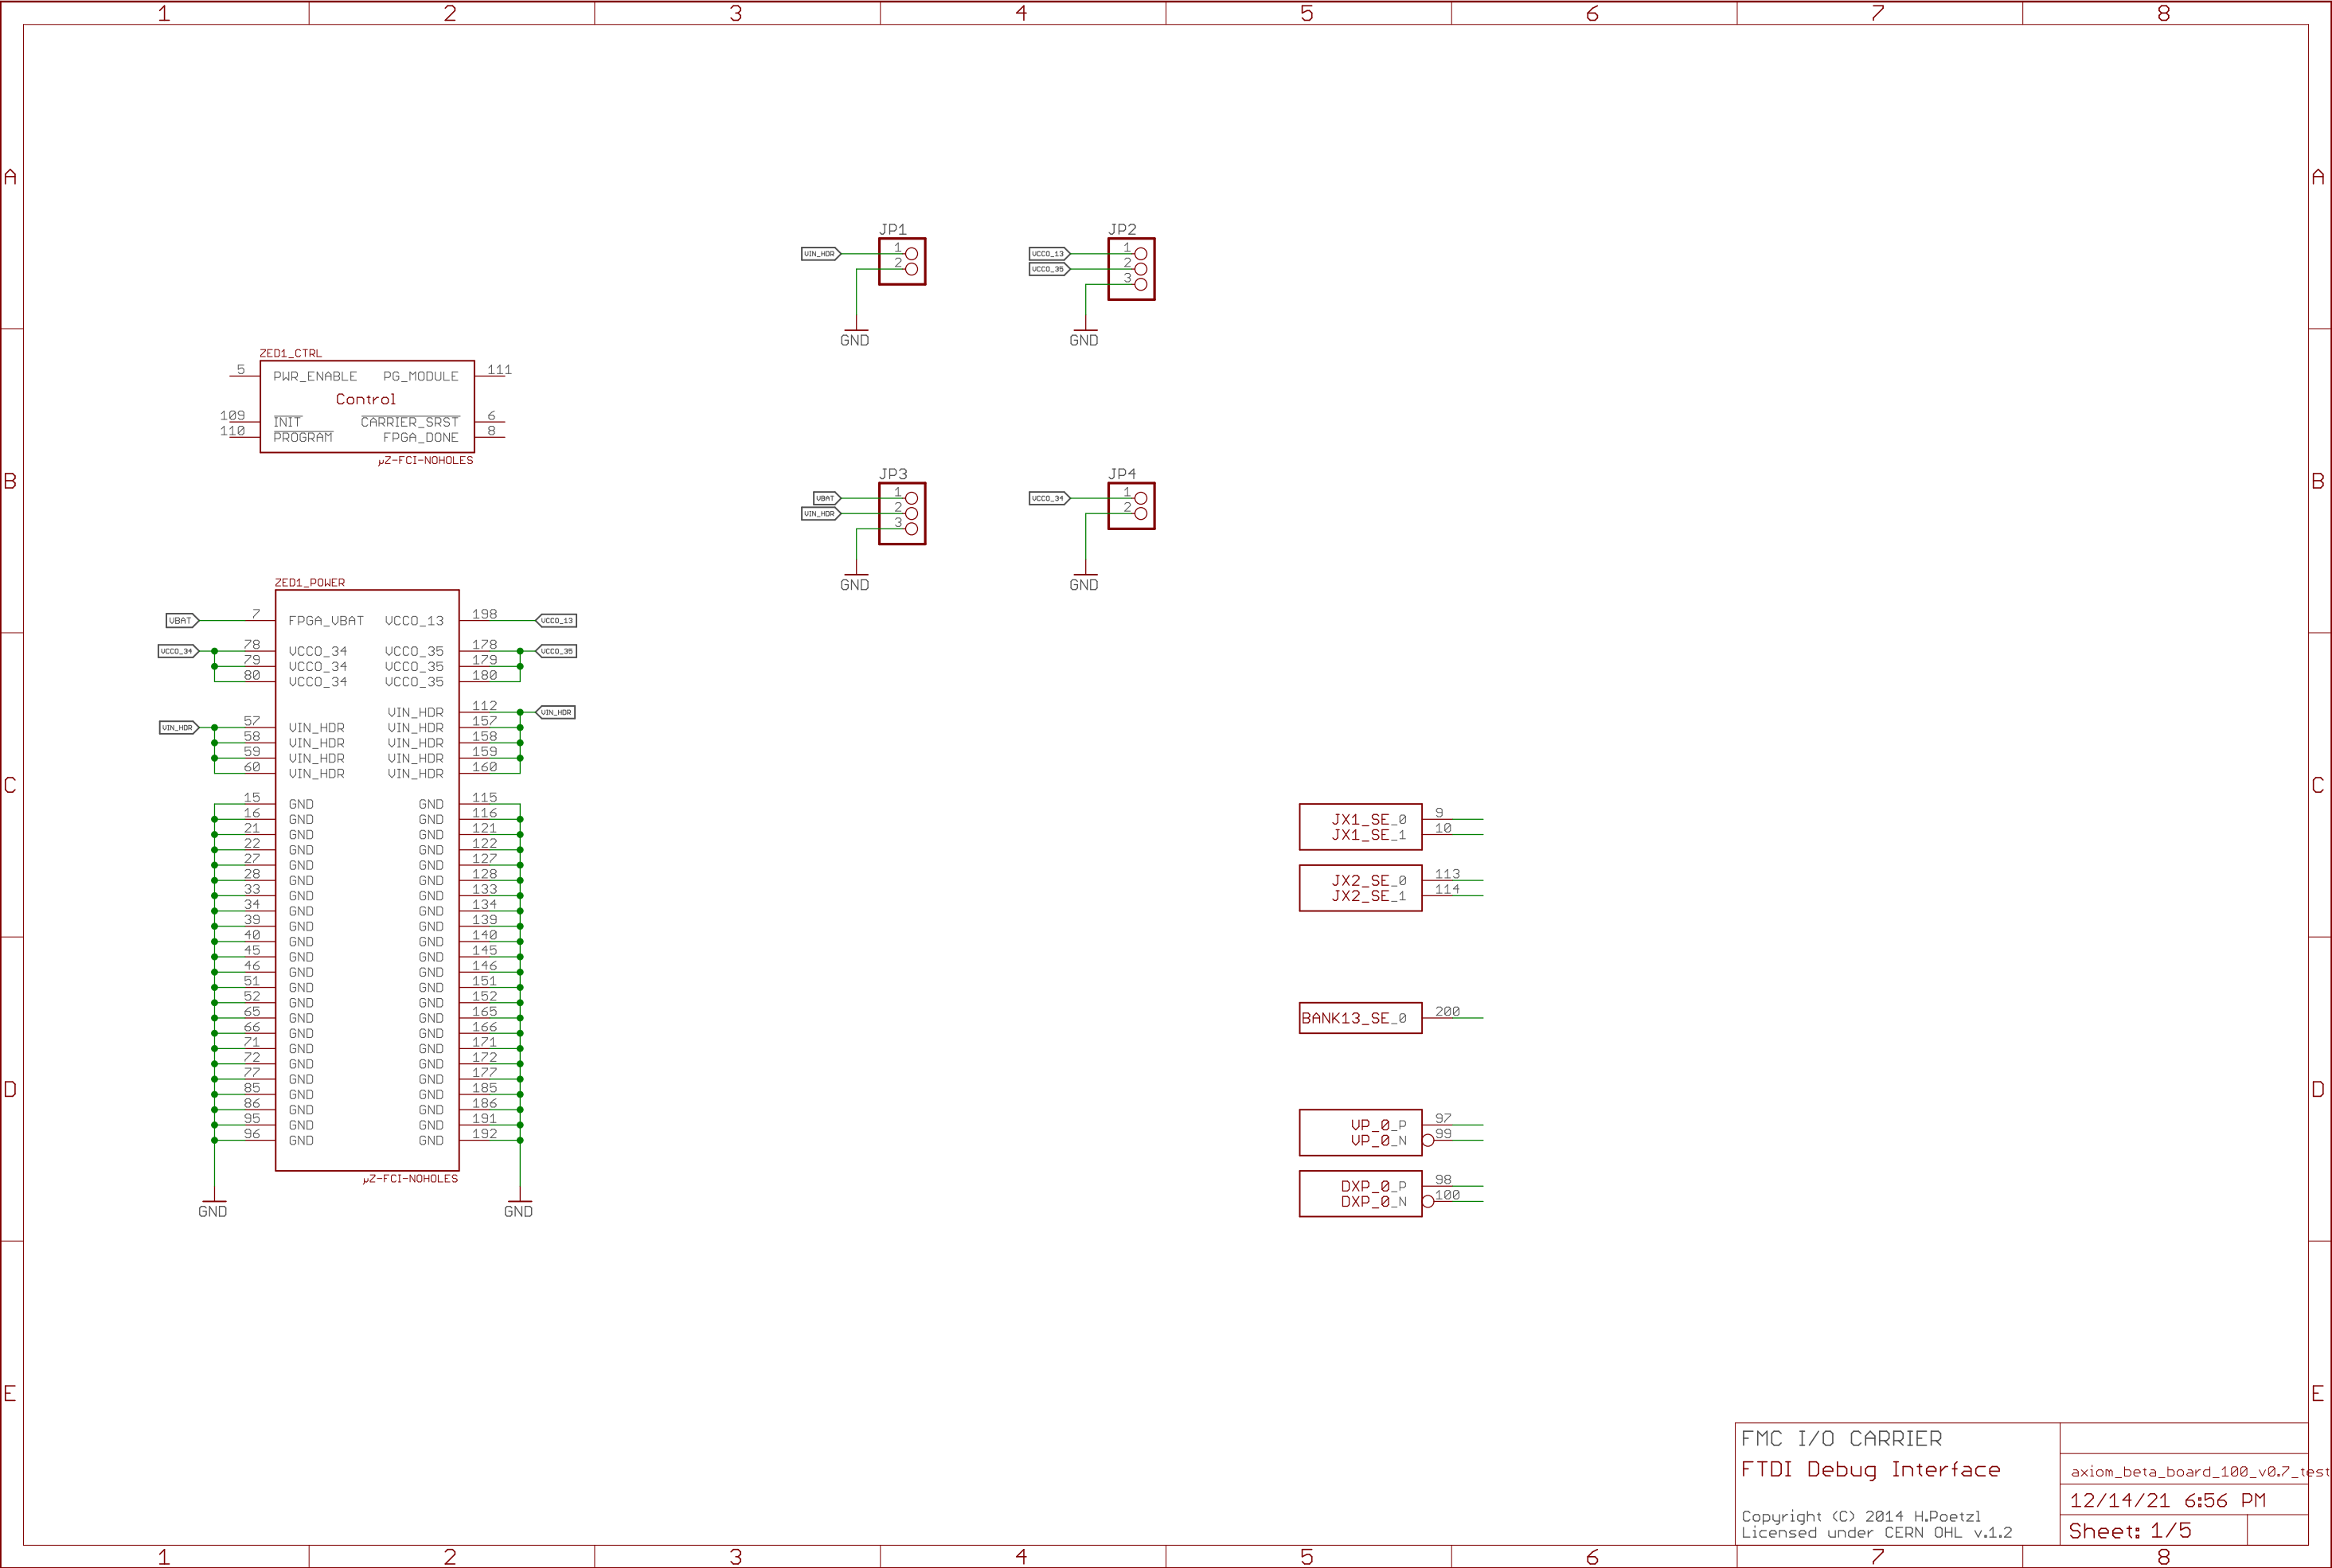 1 2 3 4 5 6 7 8
A A
JP1
VIN_HDR 1
2
GND
JP2
VCCO_13 1
VCCO_35 2
3
GND
ZED1_CTRL
5 PWR_ENABLE PG_MODULE 111
Control
109 INIT CARRIER_SRST 6
110 PROGRAM FPGA_DONE 8
µZ-FCI-NOHOLES
B B
JP3
VBAT 1
VIN_HDR 2
3
GND
JP4
VCCO_34 1
2
GND
ZED1_POWER
VBAT 7 FPGA_VBAT VCCO_13 198 VCCO_13
VCCO_34 78 VCCO_34 VCCO_35 178 VCCO_35
79 VCCO_34 VCCO_35 179
80 VCCO_34 VCCO_35 180
VIN_HDR 112 VIN_HDR
VIN_HDR 57 VIN_HDR VIN_HDR 157
58 VIN_HDR VIN_HDR 158
59 VIN_HDR VIN_HDR 159
60 VIN_HDR VIN_HDR 160
C C
15 GND GND 115
16 GND GND 116
21 GND GND 121
22 GND GND 122
27 GND GND 127
28 GND GND 128
33 GND GND 133
34 GND GND 134
39 GND GND 139
40 GND GND 140
45 GND GND 145
46 GND GND 146
51 GND GND 151
52 GND GND 152
65 GND GND 165
66 GND GND 166
71 GND GND 171
72 GND GND 172
77 GND GND 177
85 GND GND 185
86 GND GND 186
95 GND GND 191
96 GND GND 192
µZ-FCI-NOHOLES
GND GND
JX1_SE_0 9
JX1_SE_1 10
JX2_SE_0 113
JX2_SE_1 114
BANK13_SE_0 200
D D
VP_0_P 97
VP_0_N 99
DXP_0_P 98
DXP_0_N 100
E E
FMC I/O CARRIER
FTDI Debug Interface
Copyright (C) 2014 H.Poetzl
Licensed under CERN OHL v.1.2
axiom_beta_board_100_v0.7_test
12/14/21 6:56 PM
Sheet: 1/5
1 2 3 4 5 6 7 8